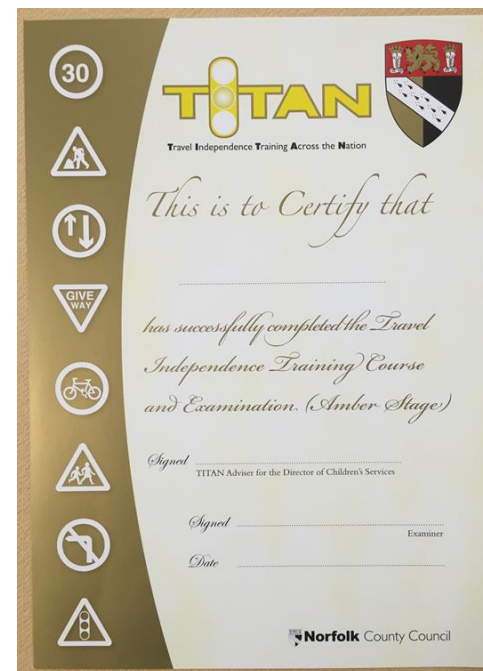 30
TITAN
Travel Independence Training Across the Nation
This is to Certify that
GIVE
WAY
has successfully completed the Travel
Independence Training Course
and Examination. (Amber Stage)
Signed
TITAN Adviser for the Director of Children's Services
Signed
Examiner
Date
Norfolk County Council